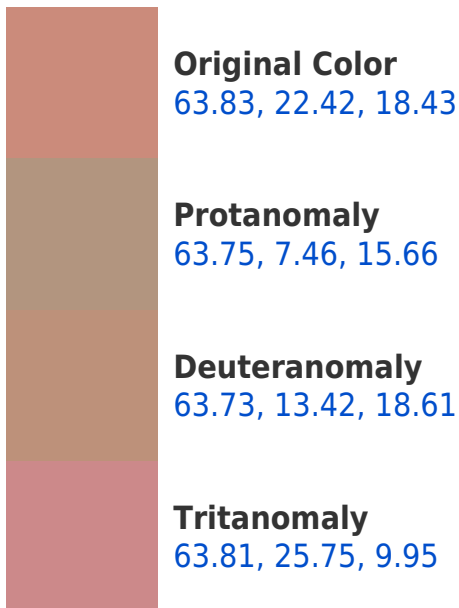 Original Color
63.83, 22.42, 18.43
Protanomaly
63.75, 7.46, 15.66
Deuteranomaly
63.73, 13.42, 18.61
Tritanomaly
63.81, 25.75, 9.95